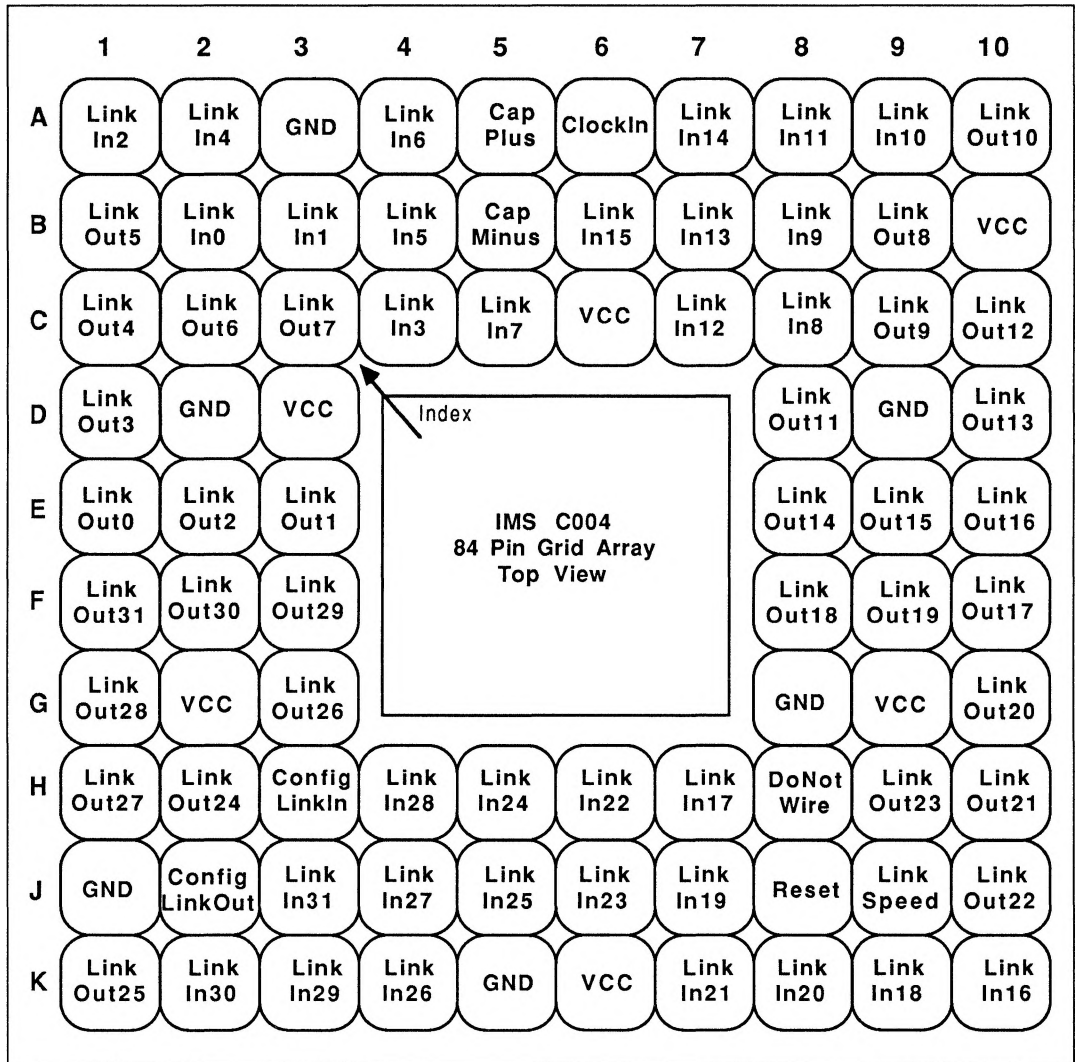 1 2 3 4 5 6 7 8 9 10
A Link In2 Link In4 GND Link In6 Cap Plus ClockIn Link In14 Link In11 Link In10 Link Out10
B Link Out5 Link In0 Link In1 Link In5 Cap Minus Link In15 Link In13 Link In9 Link Out8 VCC
C Link Out4 Link Out6 Link Out7 Link In3 Link In7 VCC Link In12 Link In8 Link Out9 Link Out12
D Link Out3 GND VCC Index Link Out11 GND Link Out13
E Link Out0 Link Out2 Link Out1 Link Out14 Link Out15 Link Out16
IMS C004
84 Pin Grid Array
Top View
F Link Out31 Link Out30 Link Out29 Link Out18 Link Out19 Link Out17
G Link Out28 VCC Link Out26 GND VCC Link Out20
H Link Out27 Link Out24 Config LinkIn Link In28 Link In24 Link In22 Link In17 DoNot Wire Link Out23 Link Out21
J GND Config LinkOut Link In31 Link In27 Link In25 Link In23 Link In19 Reset Link Speed Link Out22
K Link Out25 Link In30 Link In29 Link In26 GND VCC Link In21 Link In20 Link In18 Link In16